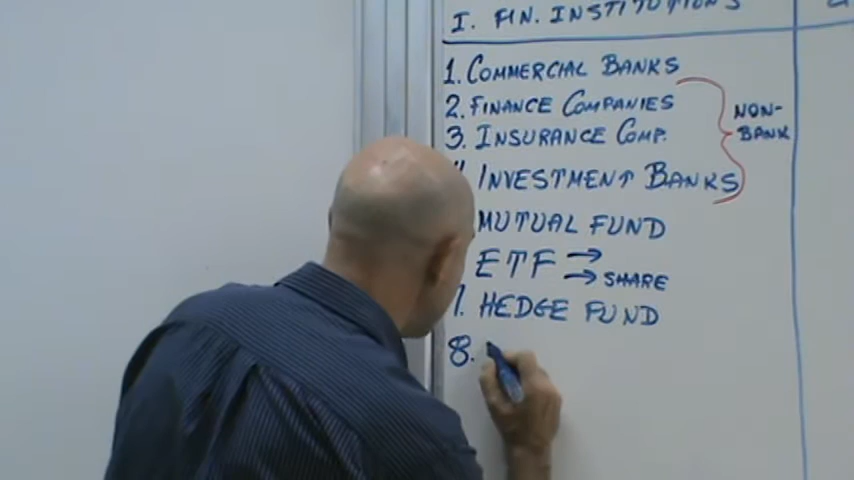 I. FIN. INSTITUTIONS
1. COMMERCIAL BANKS
2. FINANCE COMPANIES
3. INSURANCE COMP.
INVESTMENT BANKS
NON-
BANK
MUTUAL FUND
ETF → → SHARE
7. HEDGE FUND
8.